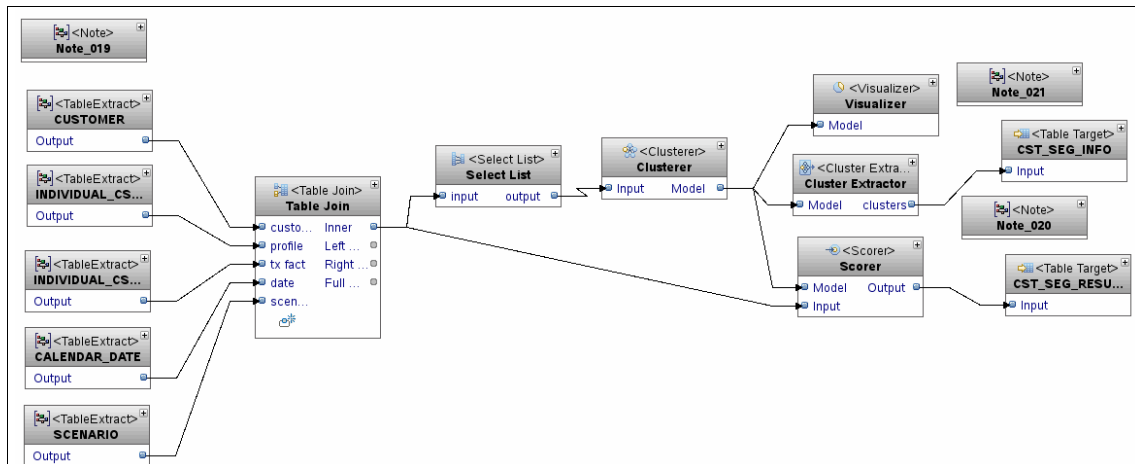 <Note>
Note_019
<TableExtract>
CUSTOMER
Output
<TableExtract>
INDIVIDUAL_CS...
Output
<TableExtract>
INDIVIDUAL_CS...
Output
<TableExtract>
CALENDAR_DATE
Output
<TableExtract>
SCENARIO
Output
<Table Join>
Table Join
custo... Inner
profile Left ...
tx fact Right ...
date Full ...
scen...
<Select List>
Select List
input output
<Clusterer>
Clusterer
Input Model
<Visualizer>
Visualizer
Model
<Cluster Extra...
Cluster Extractor
Model clusters
<Scorer>
Scorer
Model Output
Input
<Note>
Note_021
<Table Target>
CST_SEG_INFO
Input
<Note>
Note_020
<Table Target>
CST_SEG_RESU...
Input